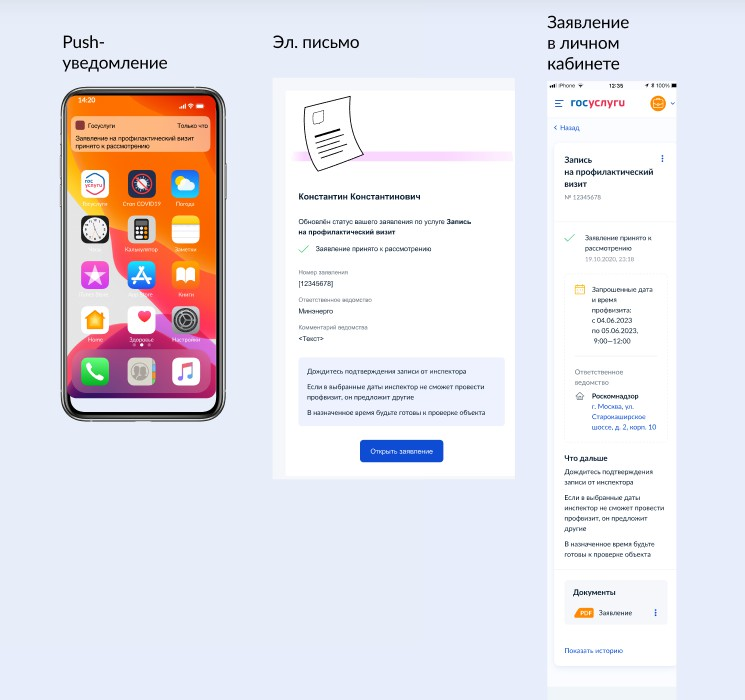 Push-
уведомление
14:20
Госуслуги
Только что
Заявление на профилактический визит
принято к рассмотрению
гос
услуги
Госуслуги
Стоп COVID19
Погода
Калькулятор
Заметки
App Store
Книги
Home
Здоровье
Настройки
Эл. письмо
Константин Константинович
Обновлён статус вашего заявления по услуге Запись
на профилактический визит
Заявление принято к рассмотрению
Номер заявления
[12345678]
Ответственное ведомство
Минэнерго
Комментарий ведомства
<Текст>
Дождитесь подтверждения записи от инспектора
Если в выбранные даты инспектор не сможет провести
профвизит, он предложит другие
В назначенное время будьте готовы к проверке объекта
Открыть заявление
Заявление
в личном
кабинете
iPhone
12:35
100%
госуслуги
Назад
Запись
на профилактический
визит
№ 12345678
Заявление принято к
рассмотрению
19.10.2020, 23:38
Запрошенные дата
и время
профвизита:
с 04.06.2023
по 05.06.2023,
9:00—12:00
Ответственное
ведомство
Роскомнадзор
г. Москва, ул.
Старокаширское
шоссе, д. 2, корп. 10
Что дальше
Дождитесь подтверждения
записи от инспектора
Если в выбранные даты
инспектор не сможет провести
профвизит, он предложит
другие
В назначенное время будьте
готовы к проверке объекта
Документы
PDF
Заявление
Показать историю